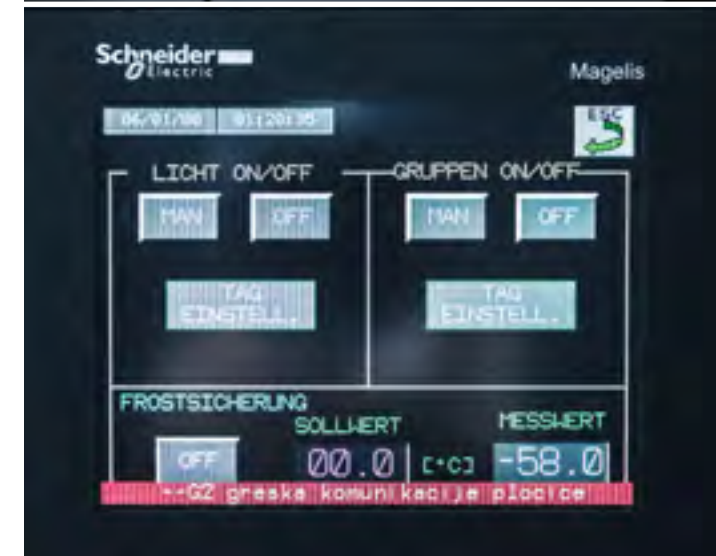 Schneider
Electric
Magelis
06/01/00 03:20:35
ESC
LICHT ON/OFF
GRUPPEN ON/OFF
MAN OFF
MAN OFF
TAG
EINSTELL.
TAG
EINSTELL.
FROSTSICHERUNG
SOLLWERT
MESSWERT
OFF 00.0 [°C] -58.0
--G2 greska komunikacije plocice